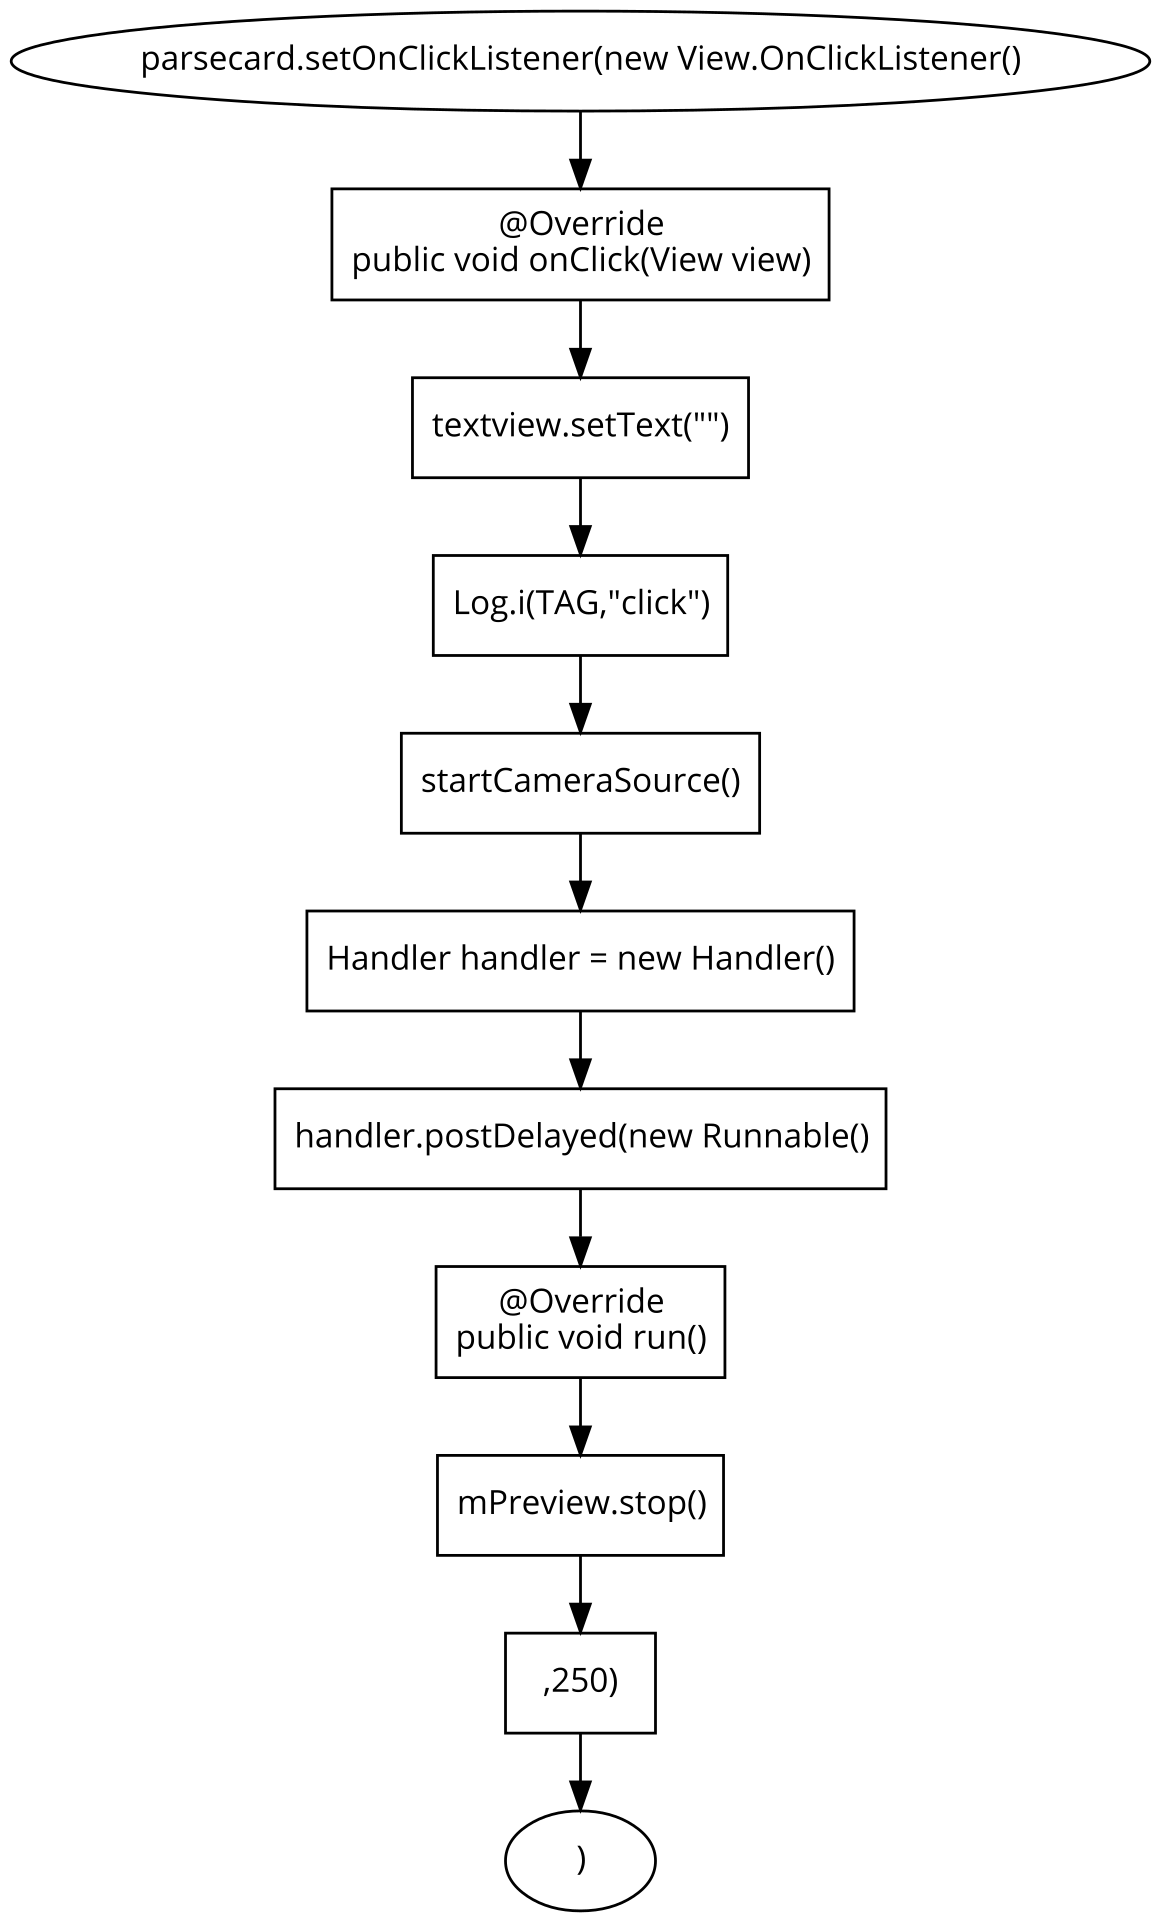 parsecard.setOnClickListener(new View.OnClickListener()
@Override
public void onClick(View view)
textview.setText("")
Log.i(TAG,"click")
startCameraSource()
Handler handler = new Handler()
handler.postDelayed(new Runnable()
@Override
public void run()
mPreview.stop()
,250)
)